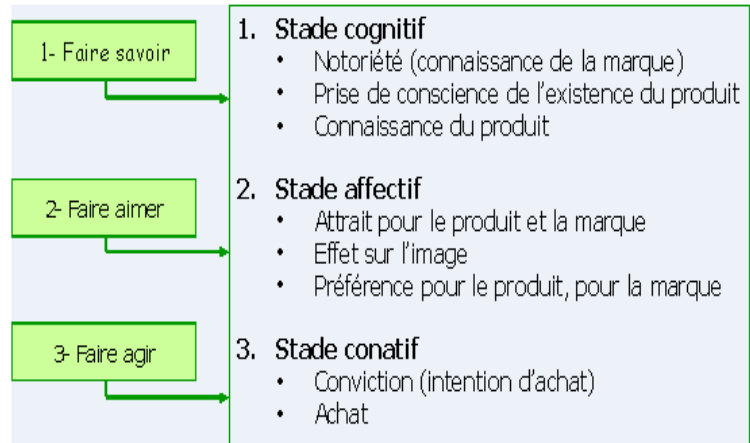 1- Faire savoir
1. Stade cognitif
• Notoriété (connaissance de la marque)
• Prise de conscience de l'existence du produit
• Connaissance du produit
2- Faire aimer
2. Stade affectif
• Attrait pour le produit et la marque
• Effet sur l'image
• Préférence pour le produit, pour la marque
3- Faire agir
3. Stade conatif
• Conviction (intention d'achat)
• Achat